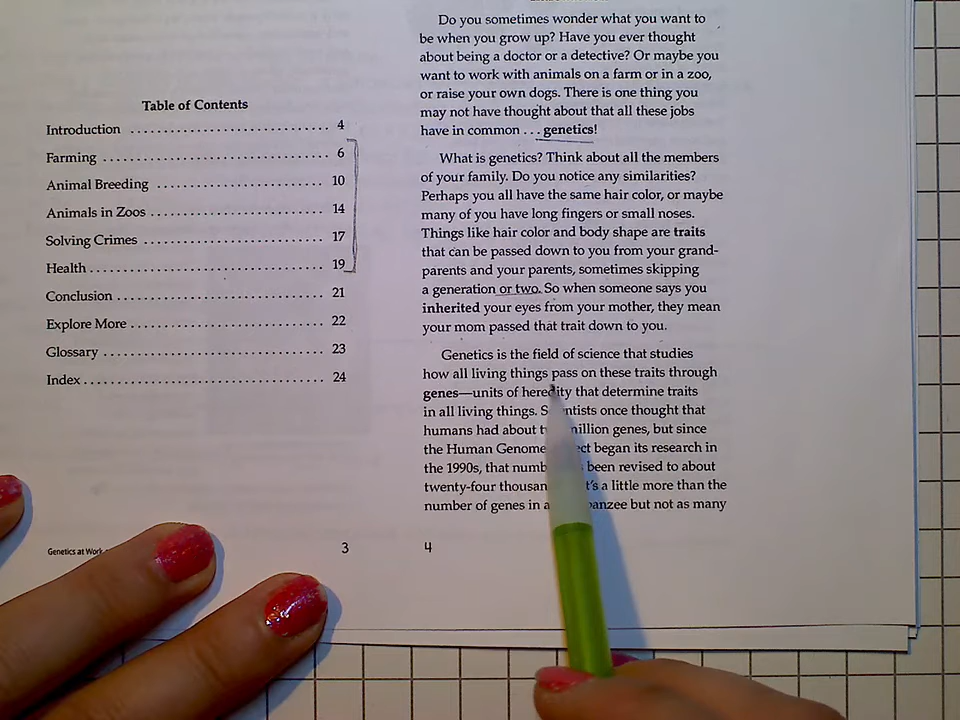 Table of Contents
Introduction .............................. 4
Farming ................................. 6
Animal Breeding ........................ 10
Animals in Zoos ......................... 14
Solving Crimes .......................... 17
Health ................................... 19
Conclusion .............................. 21
Explore More ............................ 22
Glossary ................................. 23
Index .................................... 24
Genetics at Work
3
Do you sometimes wonder what you want to
be when you grow up? Have you ever thought
about being a doctor or a detective? Or maybe you
want to work with animals on a farm or in a zoo,
or raise your own dogs. There is one thing you
may not have thought about that all these jobs
have in common . . . genetics!
What is genetics? Think about all the members
of your family. Do you notice any similarities?
Perhaps you all have the same hair color, or maybe
many of you have long fingers or small noses.
Things like hair color and body shape are traits
that can be passed down to you from your grand-
parents and your parents, sometimes skipping
a generation or two. So when someone says you
inherited your eyes from your mother, they mean
your mom passed that trait down to you.
Genetics is the field of science that studies
how all living things pass on these traits through
genes—units of heredity that determine traits
in all living things. Scientists once thought that
humans had about million genes, but since
the Human Genome began its research in
the 1990s, that been revised to about
twenty-four a little more than the
number of genes in but not as many
4